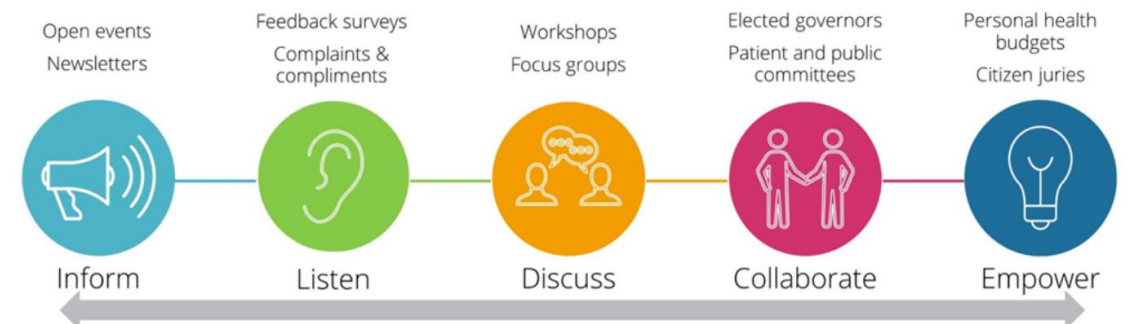 Open events
Newsletters
Feedback surveys
Complaints &
compliments
Workshops
Focus groups
Elected governors
Patient and public
committees
Personal health
budgets
Citizen juries
Inform
Listen
Discuss
Collaborate
Empower